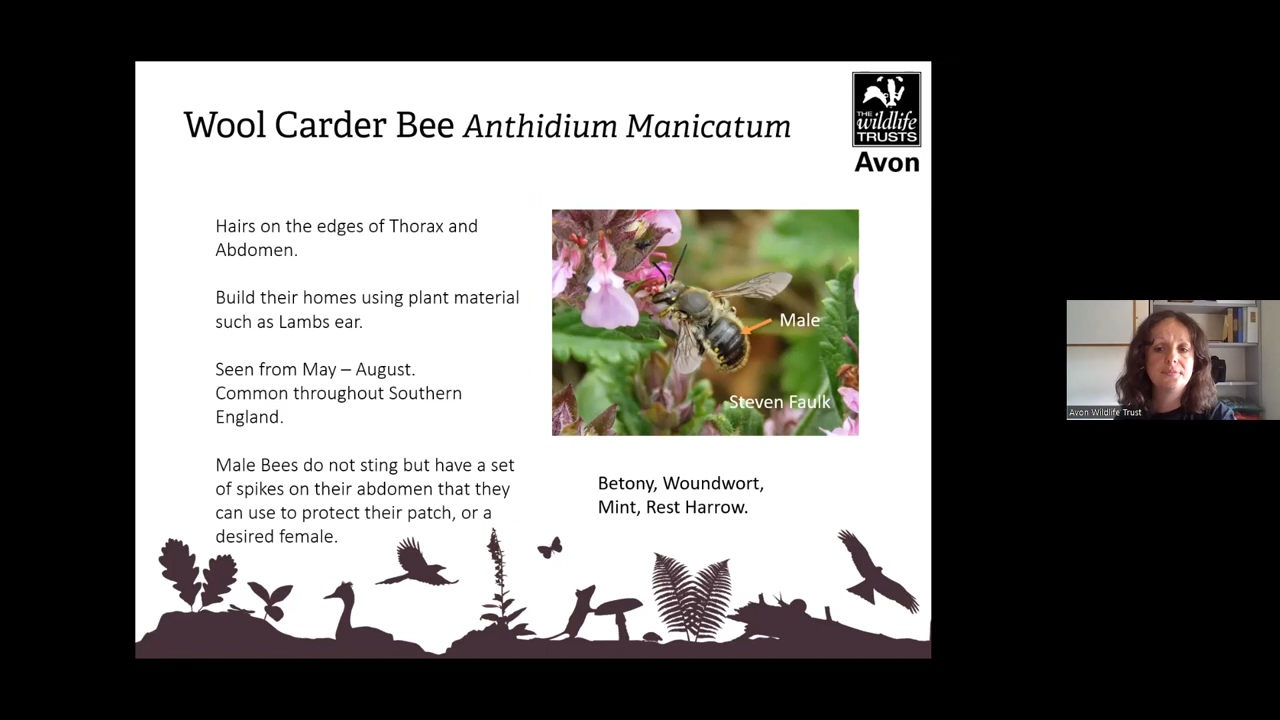 Wool Carder Bee Anthidium Manicatum
THE
wildlife
TRUSTS
Avon
Hairs on the edges of Thorax and
Abdomen.
Build their homes using plant material
such as Lambs ear.
Seen from May – August.
Common throughout Southern
England.
Male Bees do not sting but have a set
of spikes on their abdomen that they
can use to protect their patch, or a
desired female.
Male
Steven Faulk
Betony, Woundwort,
Mint, Rest Harrow.
Avon Wildlife Trust